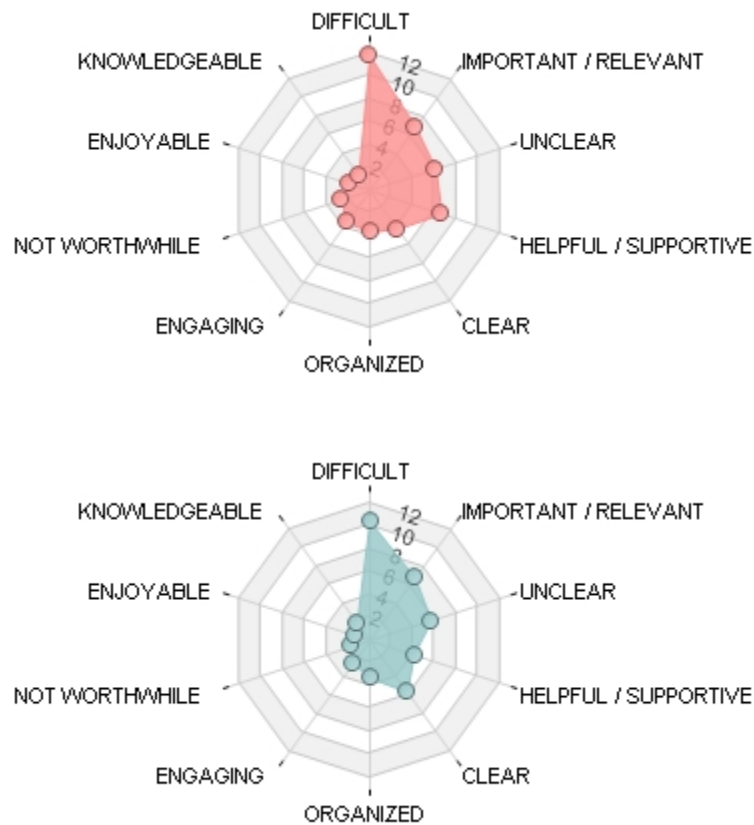 DIFFICULT
12
KNOWLEDGEABLE
IMPORTANT / RELEVANT
10
8
6
ENJOYABLE
UNCLEAR
4
2
NOT WORTHWHILE
HELPFUL / SUPPORTIVE
ENGAGING
CLEAR
ORGANIZED
DIFFICULT
12
KNOWLEDGEABLE
IMPORTANT / RELEVANT
10
8
6
ENJOYABLE
UNCLEAR
4
2
NOT WORTHWHILE
HELPFUL / SUPPORTIVE
ENGAGING
CLEAR
ORGANIZED